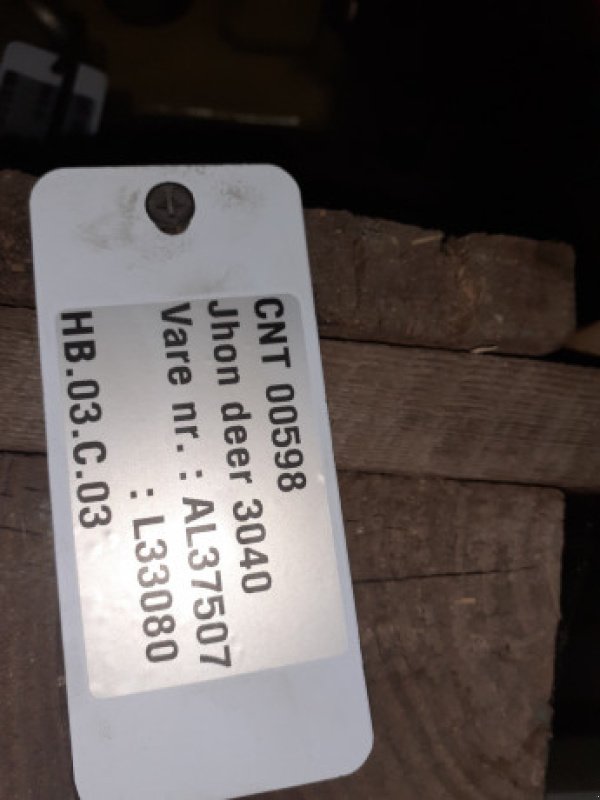 CNT 00598
Jhon deer 3040
Vare nr. : AL37507
: L33080
HB.03.C.03